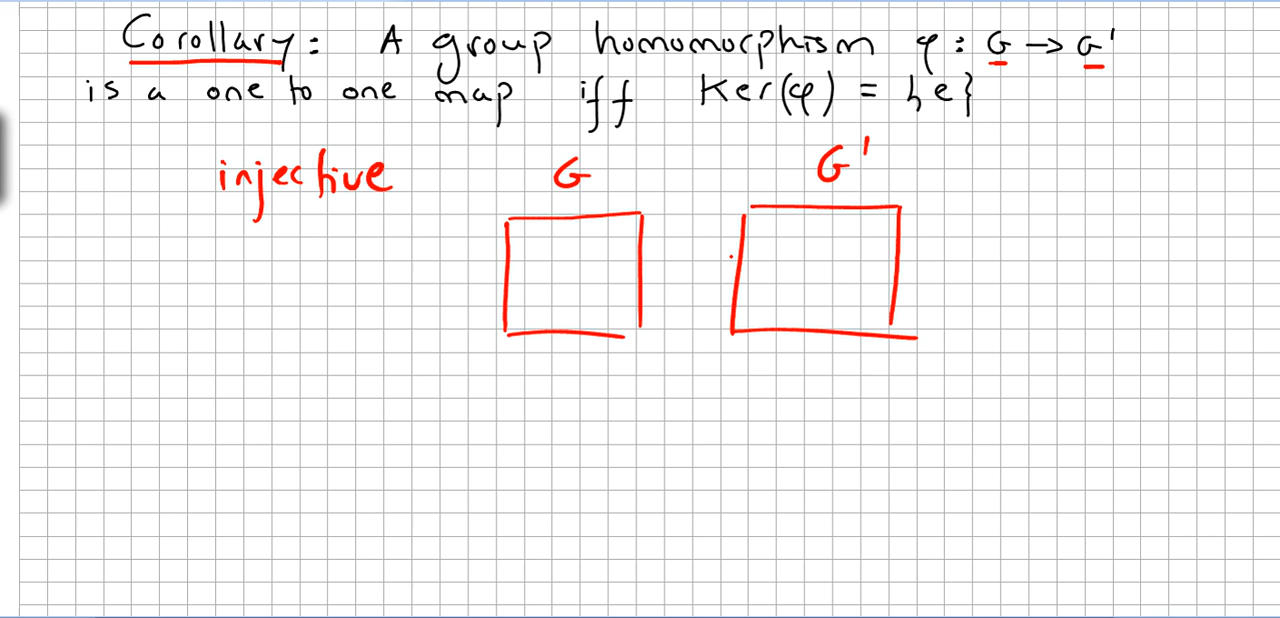 Corollary: A group homomorphism φ: G → G'
is a one to one map iff Ker(φ) = {e}
injective G G'